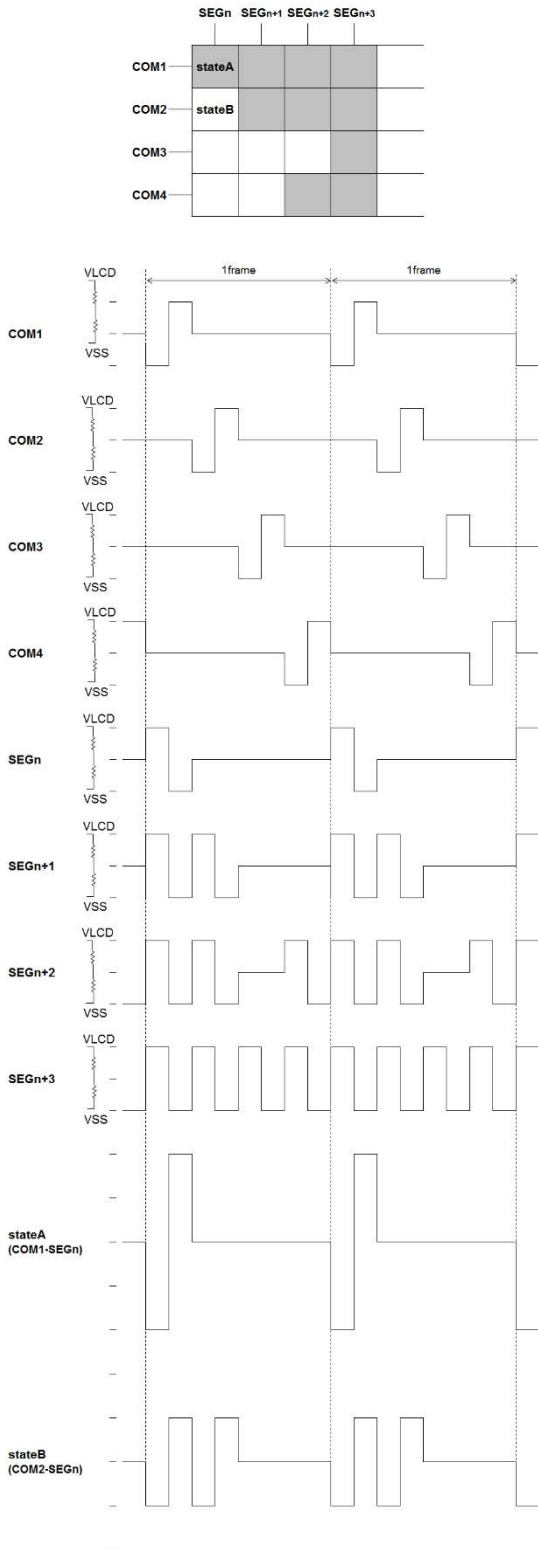 SEGn SEGn+1 SEGn+2 SEGn+3
COM1 stateA
COM2 stateB
COM3
COM4
1frame 1frame
VLCD
COM1
VSS
VLCD
COM2
VSS
VLCD
COM3
VSS
VLCD
COM4
VSS
VLCD
SEGn
VSS
VLCD
SEGn+1
VSS
VLCD
SEGn+2
VSS
VLCD
SEGn+3
VSS
stateA
(COM1-SEGn)
stateB
(COM2-SEGn)